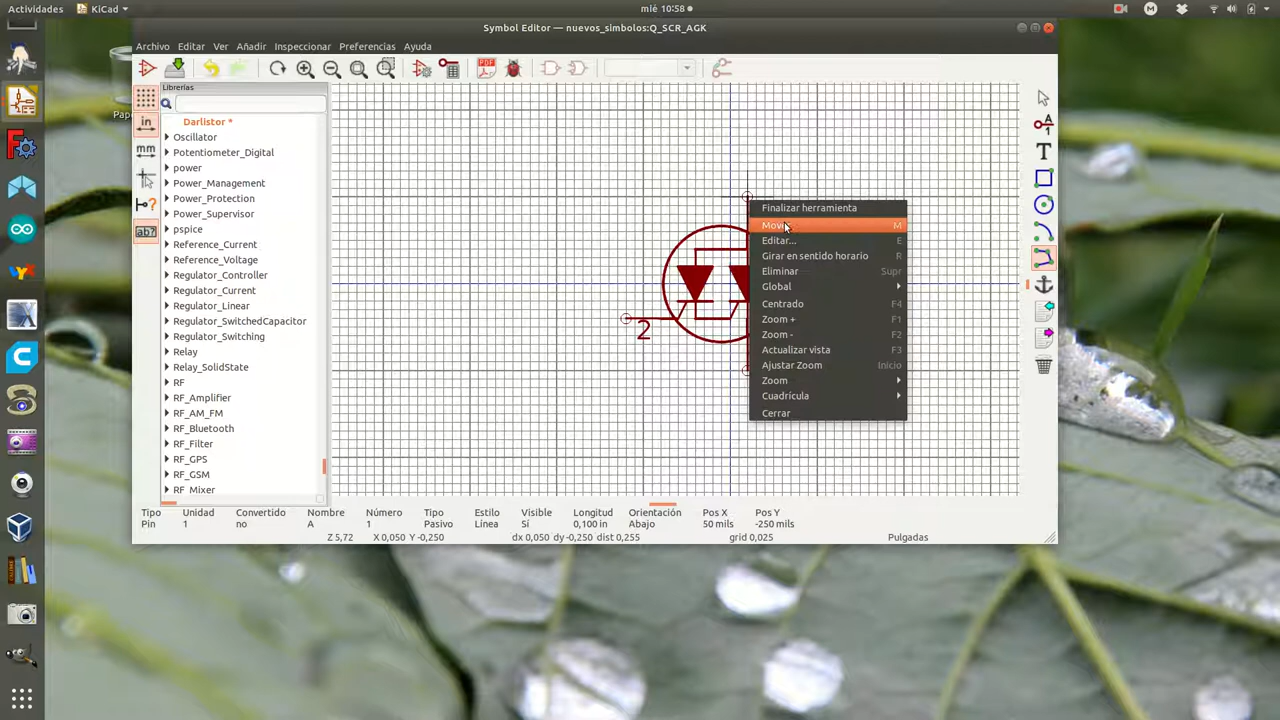 Actividades
KiCad
mié 10:58
Symbol Editor — nuevos_simbolos:Q_SCR_AGK
Archivo Editar Ver Añadir Inspeccionar Preferencias Ayuda
Librerías
Darlistor *
Oscillator
Potentiometer_Digital
power
Power_Management
Power_Protection
Power_Supervisor
pspice
Reference_Current
Reference_Voltage
Regulator_Controller
Regulator_Current
Regulator_Linear
Regulator_SwitchedCapacitor
Regulator_Switching
Relay
Relay_SolidState
RF
RF_Amplifier
RF_AM_FM
RF_Bluetooth
RF_Filter
RF_GPS
RF_GSM
RF_Mixer
in
mm
ab?
PDF
T
2
Finalizar herramienta
Mover M
Editar... E
Girar en sentido horario R
Eliminar Supr
Global
Centrado F4
Zoom + F1
Zoom - F2
Actualizar vista F3
Ajustar Zoom Inicio
Zoom
Cuadrícula
Cerrar
Tipo Unidad Convertido Nombre Número Tipo Estilo Visible Longitud Orientación Pos X Pos Y
Pin 1 no A 1 Pasivo Línea Sí 0,100 in Abajo 50 mils -250 mils
Z 5,72 X 0,050 Y -0,250 dx 0,050 dy -0,250 dist 0,255 grid 0,025 Pulgadas